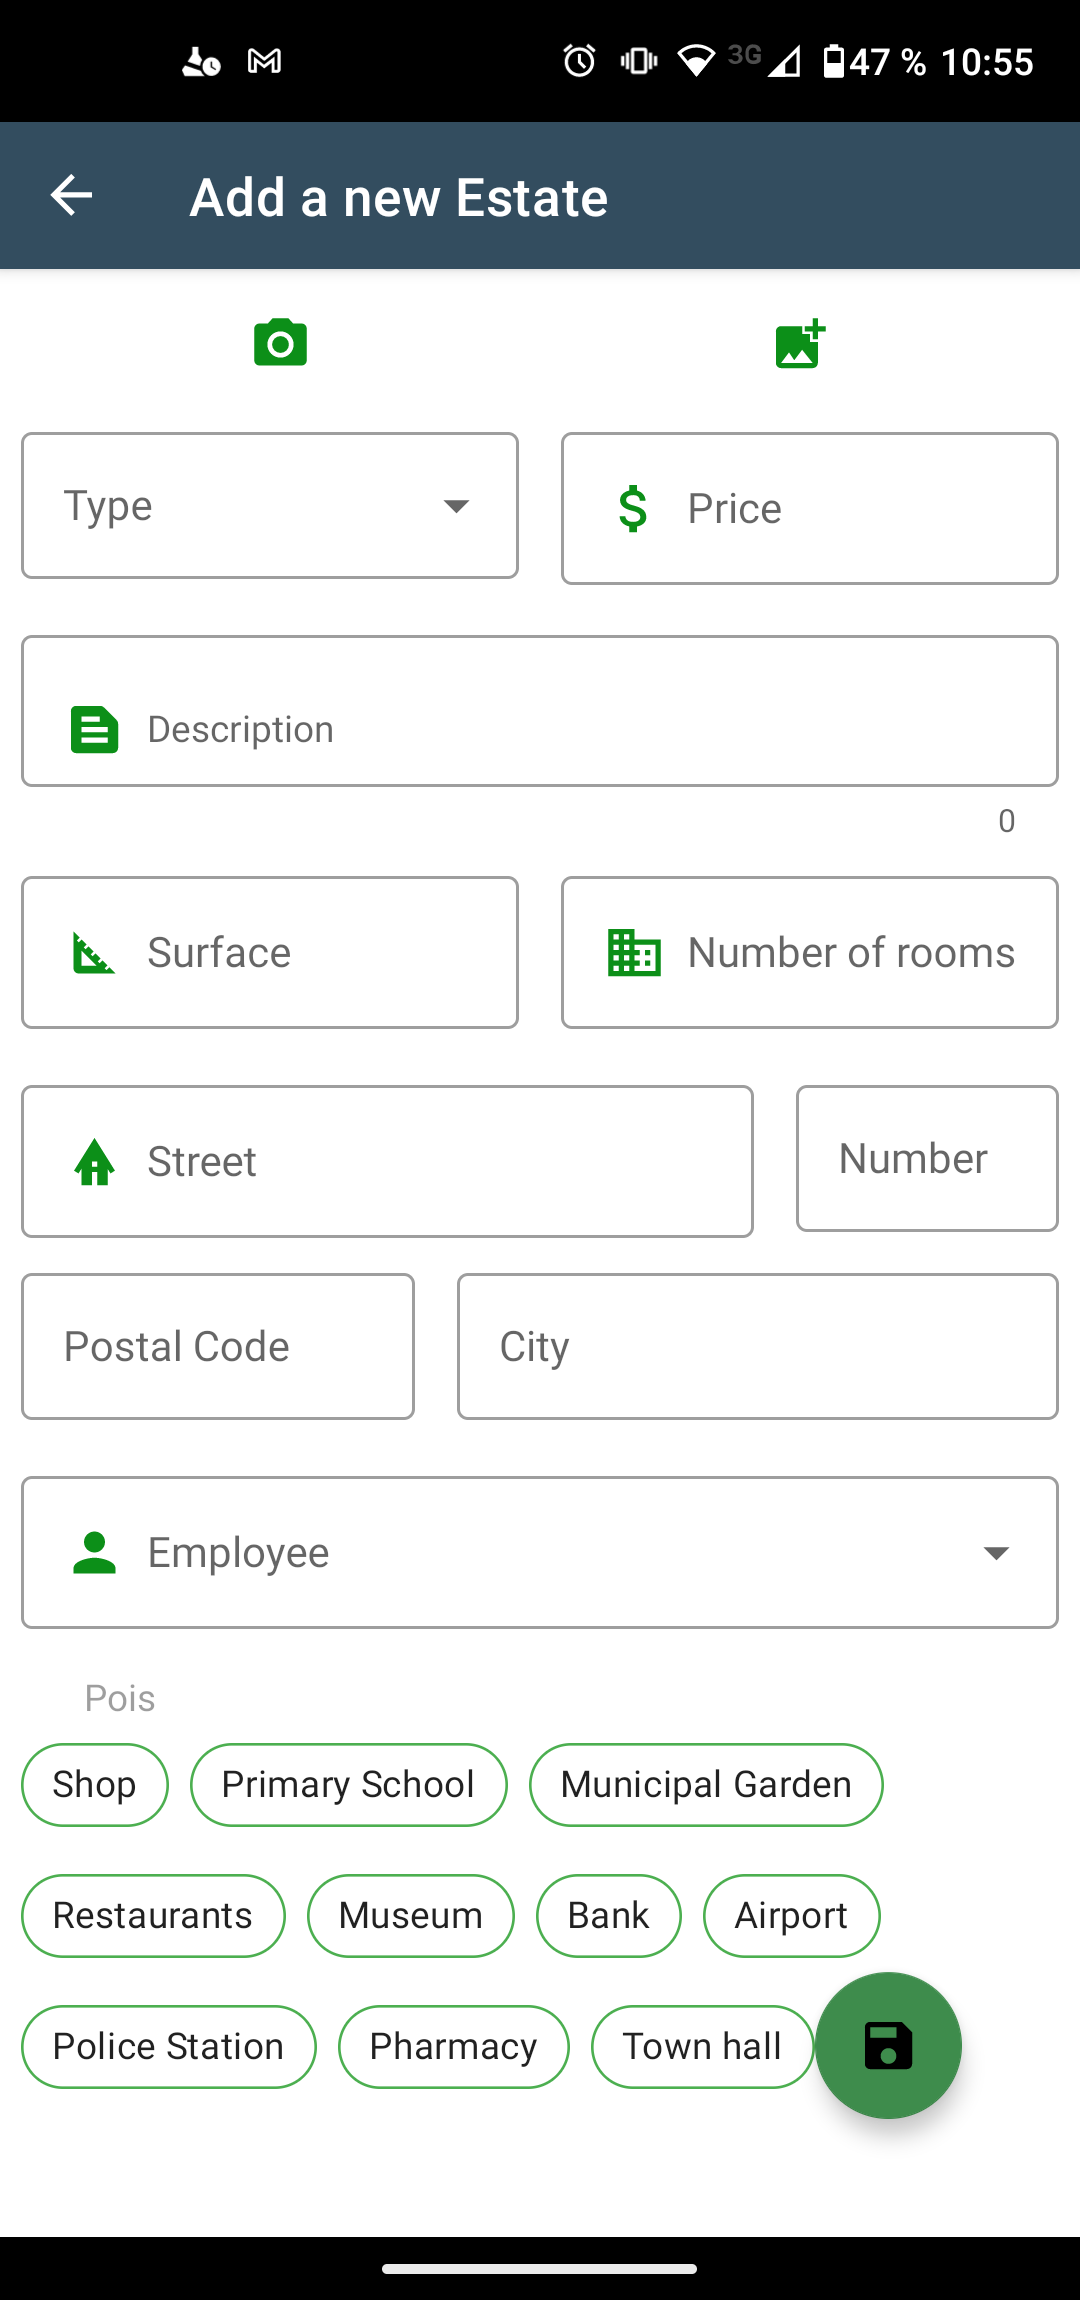 3G 47 % 10:55
Add a new Estate
Type
Price
Description
0
Surface
Number of rooms
Street
Number
Postal Code
City
Employee
Pois
Shop Primary School Municipal Garden
Restaurants Museum Bank Airport
Police Station Pharmacy Town hall